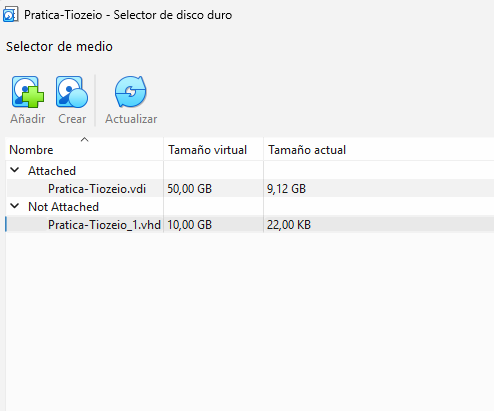 Pratica-Tiozeio - Selector de disco duro
Selector de medio
Añadir Crear Actualizar
Nombre Tamaño virtual Tamaño actual
Attached
Pratica-Tiozeio.vdi 50,00 GB 9,12 GB
Not Attached
Pratica-Tiozeio_1.vhd 10,00 GB 22,00 KB